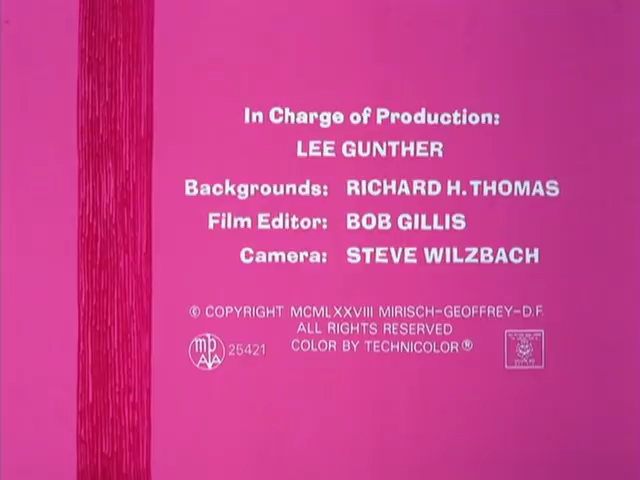 In Charge of Production:
LEE GUNTHER
Backgrounds: RICHARD H. THOMAS
Film Editor: BOB GILLIS
Camera: STEVE WILZBACH
© COPYRIGHT MCMLXXVIII MIRISCH-GEOFFREY-D.F.
ALL RIGHTS RESERVED
COLOR BY TECHNICOLOR®
MPAA 25421